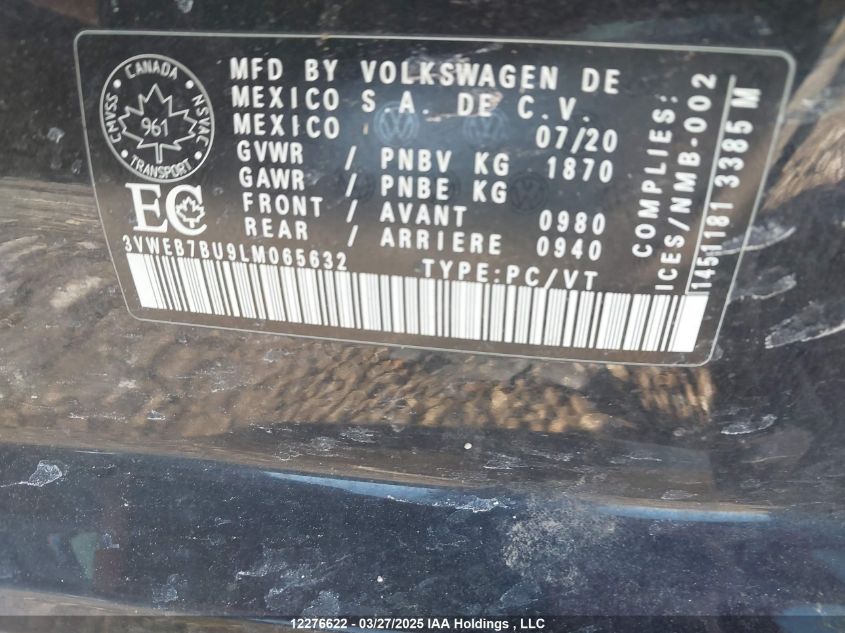 CANADA
CMVSS
NSVAC
961
TRANSPORT
EC
MFD BY VOLKSWAGEN DE
MEXICO S A. DE C.V.
MEXICO 07/20
GVWR / PNBV KG 1870
GAWR / PNBE KG
FRONT / AVANT 0980
REAR / ARRIERE 0940
3VWEB7BU9LM065632 TYPE:PC/VT
COMPLIES:
ICES/NMB-002
1451181 3385 M
12276622 - 03/27/2025 IAA Holdings , LLC